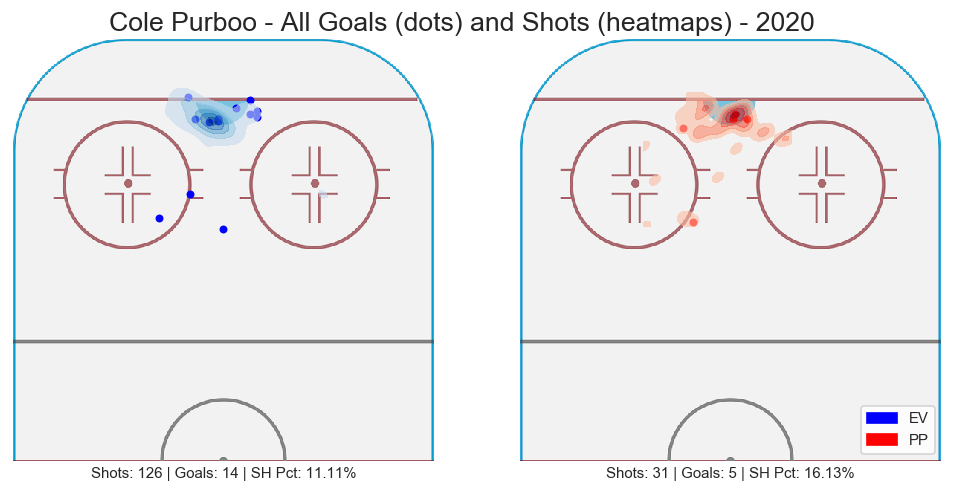 Cole Purboo - All Goals (dots) and Shots (heatmaps) - 2020
EV
PP
Shots: 126 | Goals: 14 | SH Pct: 11.11%
Shots: 31 | Goals: 5 | SH Pct: 16.13%